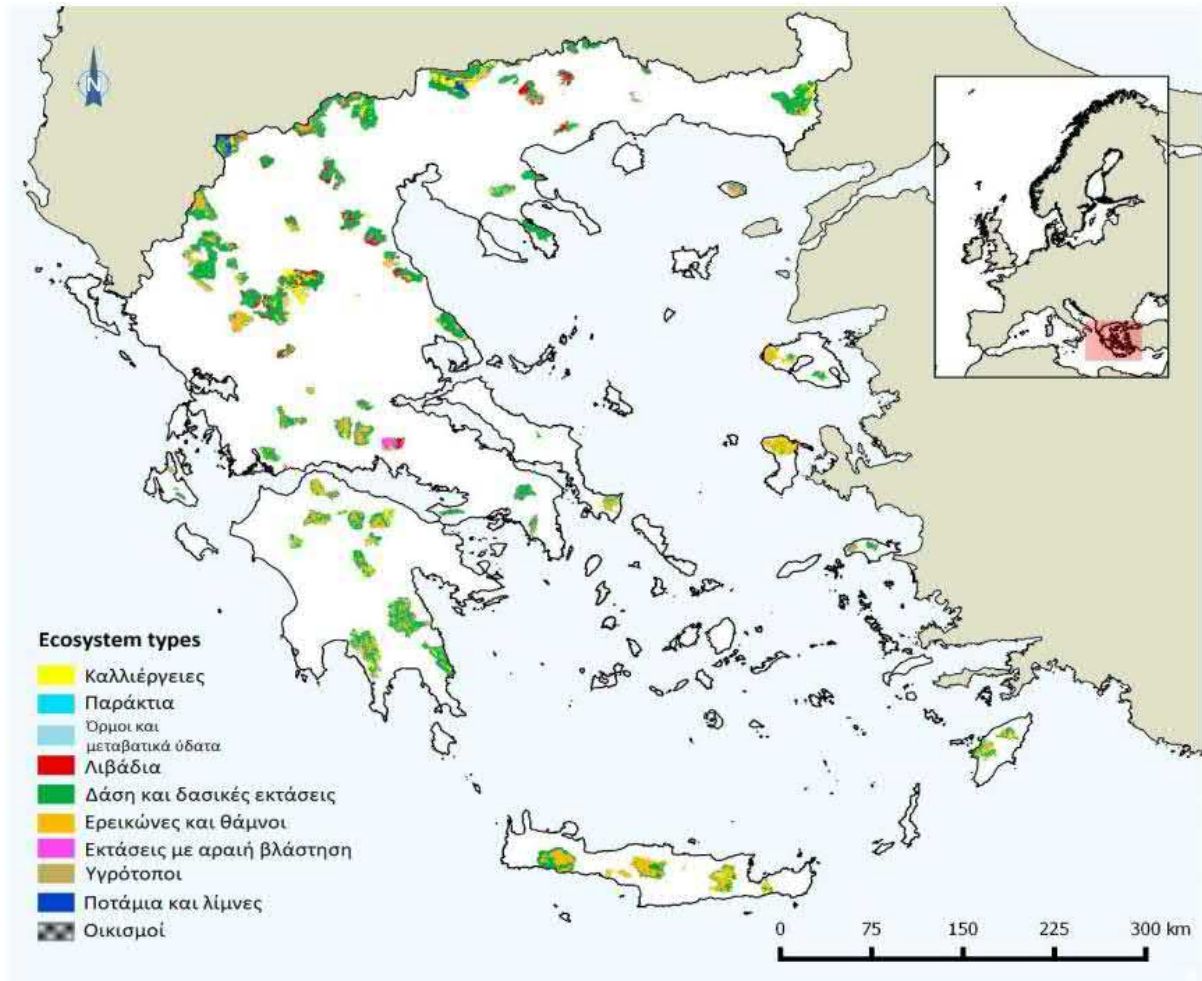 N
Ecosystem types
Καλλιέργειες
Παράκτια
Όρμοι και
μεταβατικά ύδατα
Λιβάδια
Δάση και δασικές εκτάσεις
Ερεικώνες και θάμνοι
Εκτάσεις με αραιή βλάστηση
Υγρότοποι
Ποτάμια και λίμνες
Οικισμοί
0 75 150 225 300 km